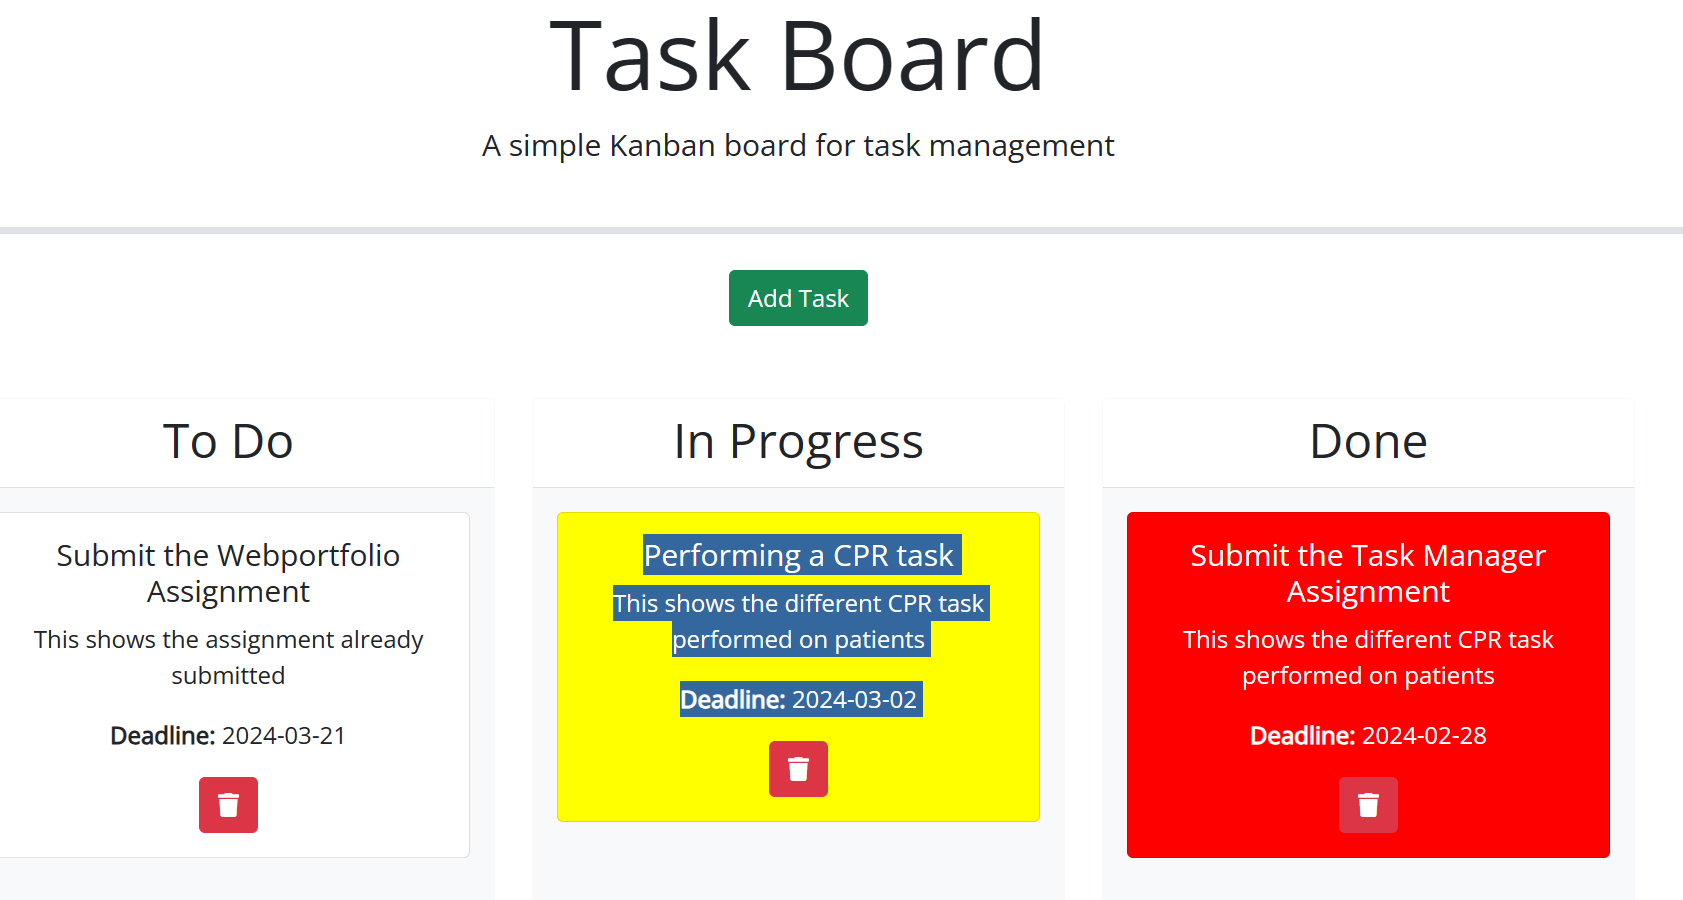 Task Board
A simple Kanban board for task management
Add Task
To Do
Submit the Webportfolio
Assignment
This shows the assignment already
submitted
Deadline: 2024-03-21
In Progress
Performing a CPR task
This shows the different CPR task
performed on patients
Deadline: 2024-03-02
Done
Submit the Task Manager
Assignment
This shows the different CPR task
performed on patients
Deadline: 2024-02-28